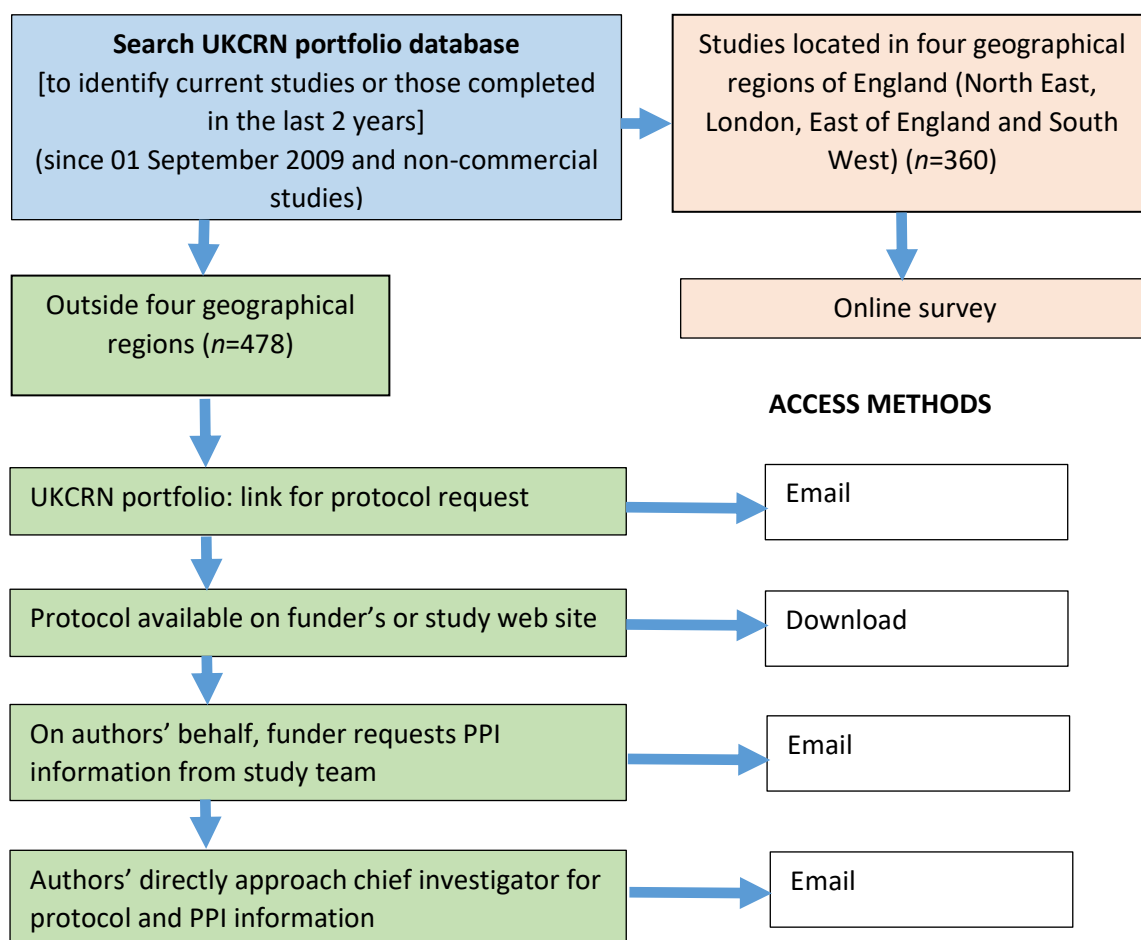 Search UKCRN portfolio database
[to identify current studies or those completed
in the last 2 years]
(since 01 September 2009 and non-commercial
studies)
Studies located in four geographical
regions of England (North East,
London, East of England and South
West) (n=360)
Outside four geographical
regions (n=478)
Online survey
ACCESS METHODS
UKCRN portfolio: link for protocol request
Email
Protocol available on funder’s or study web site
Download
On authors’ behalf, funder requests PPI
information from study team
Email
Authors’ directly approach chief investigator for
protocol and PPI information
Email